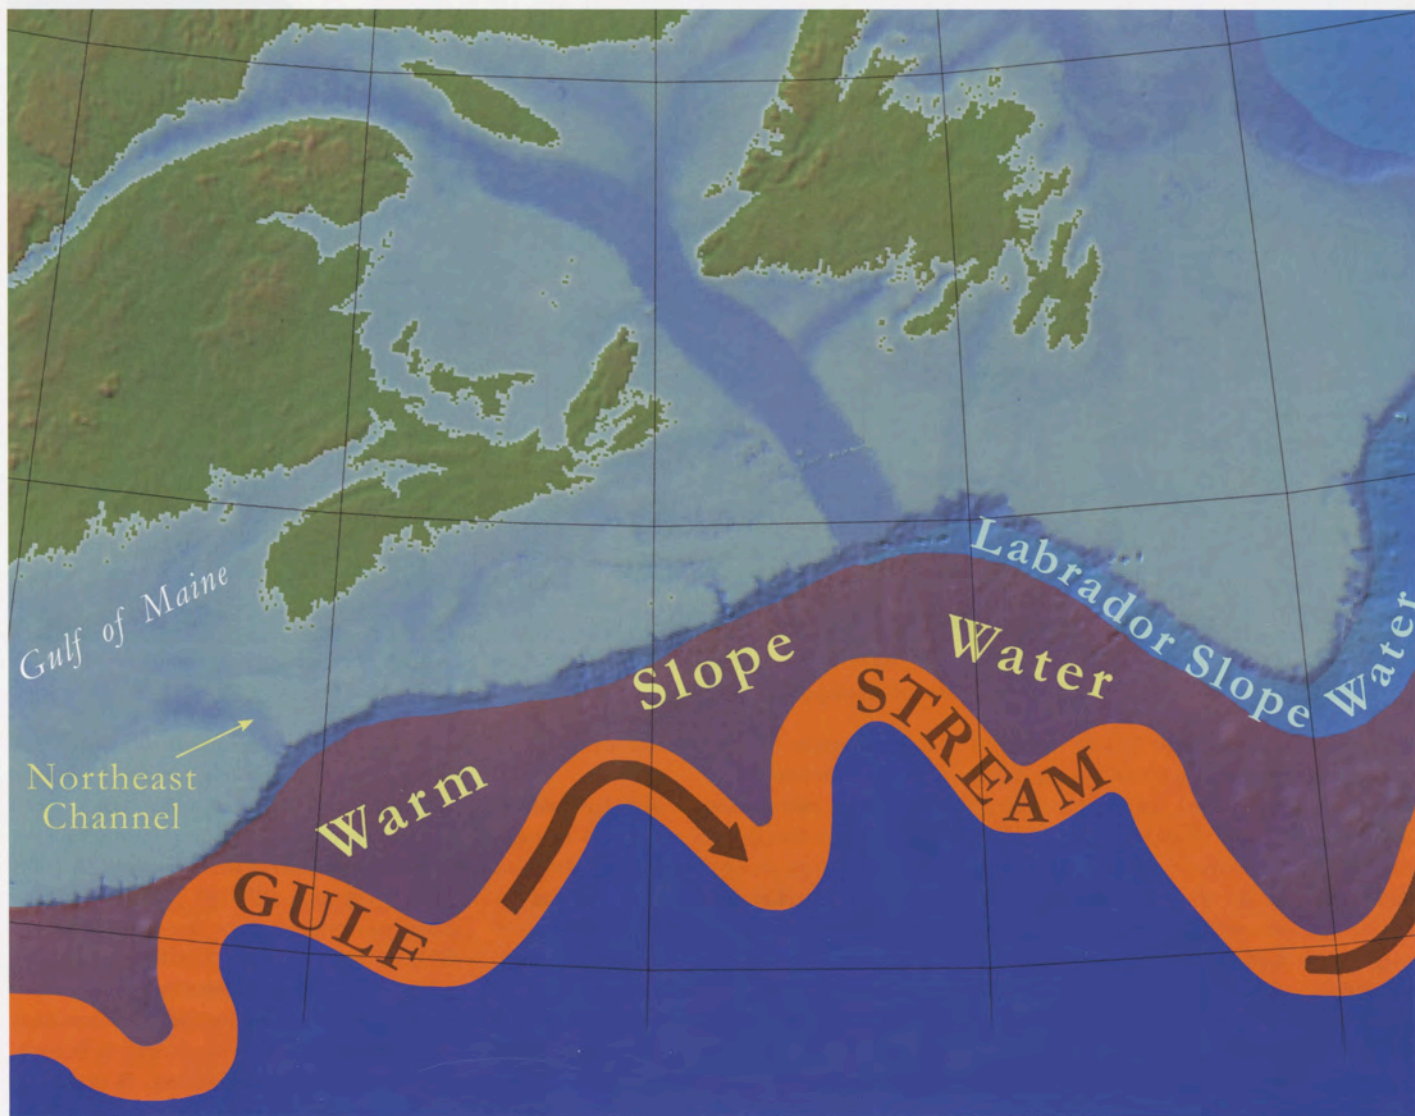 Gulf of Maine
Northeast
Channel
Warm Slope Water
Labrador Slope Water
GULF STREAM